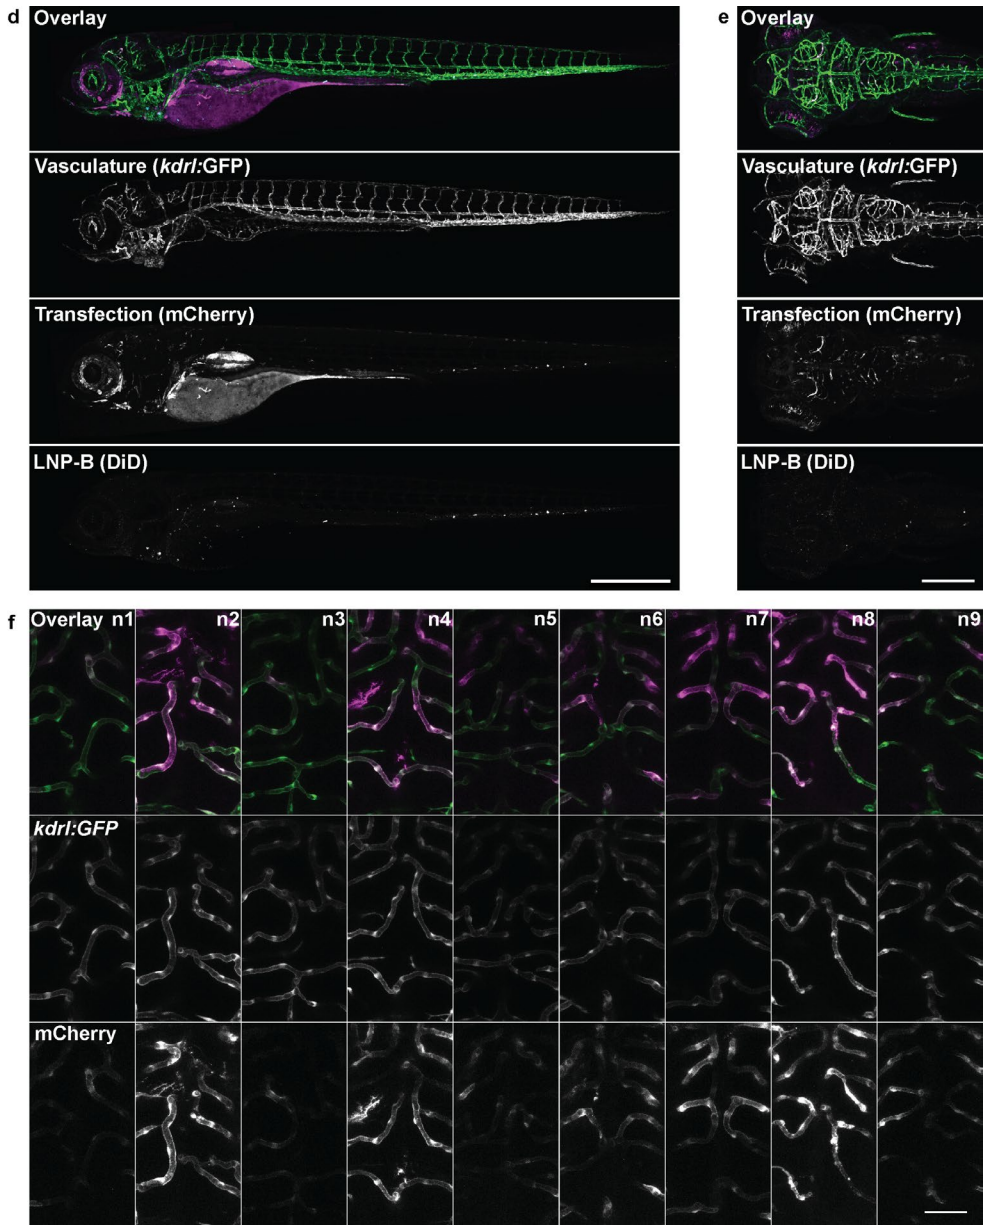 d Overlay
Vasculature (kdrl:GFP)
Transfection (mCherry)
LNP-B (DiD)
e Overlay
Vasculature (kdrl:GFP)
Transfection (mCherry)
LNP-B (DiD)
f Overlay n1 n2 n3 n4 n5 n6 n7 n8 n9
kdrl:GFP
mCherry